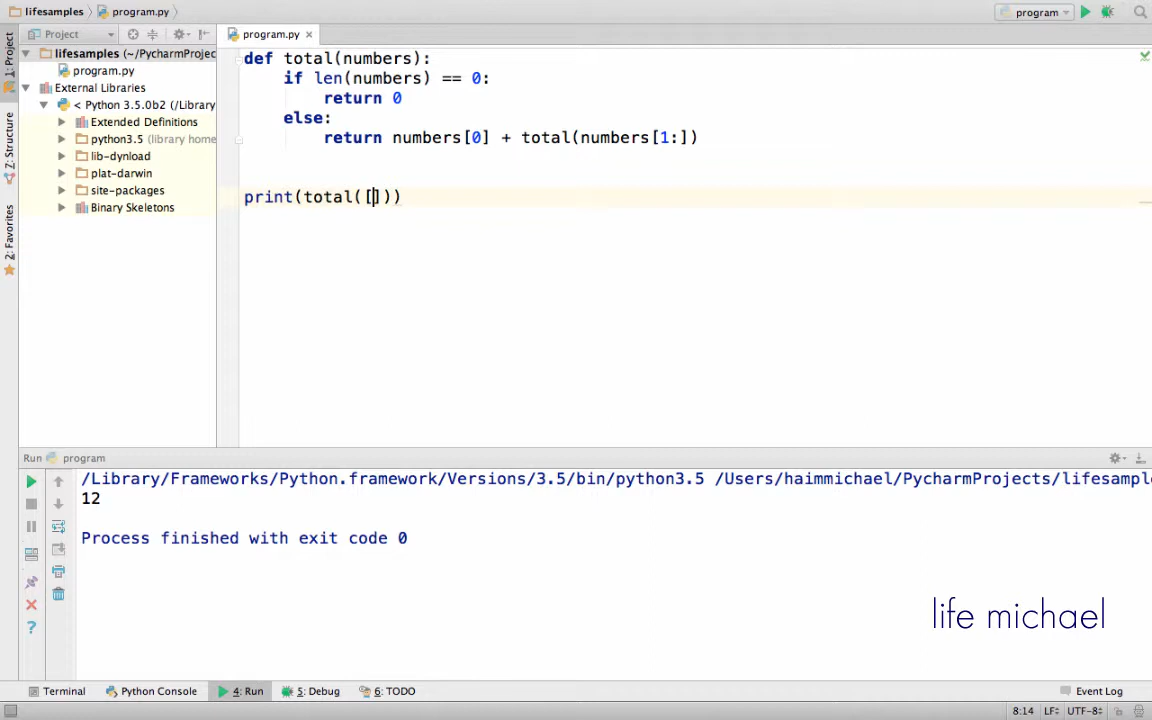 lifesamples program.py program
Project program.py
lifesamples (~/PycharmProjec
program.py
External Libraries
< Python 3.5.0b2 (/Library
Extended Definitions
python3.5 (library home
lib-dynload
plat-darwin
site-packages
Binary Skeletons
1: Project
Z: Structure
2: Favorites
def total(numbers):
if len(numbers) == 0:
return 0
else:
return numbers[0] + total(numbers[1:])
print(total([]))
Run program
/Library/Frameworks/Python.framework/Versions/3.5/bin/python3.5 /Users/haimmichael/PycharmProjects/lifesample
12
Process finished with exit code 0
life michael
Terminal Python Console 4: Run 5: Debug 6: TODO Event Log
8:14 LF÷ UTF-8÷